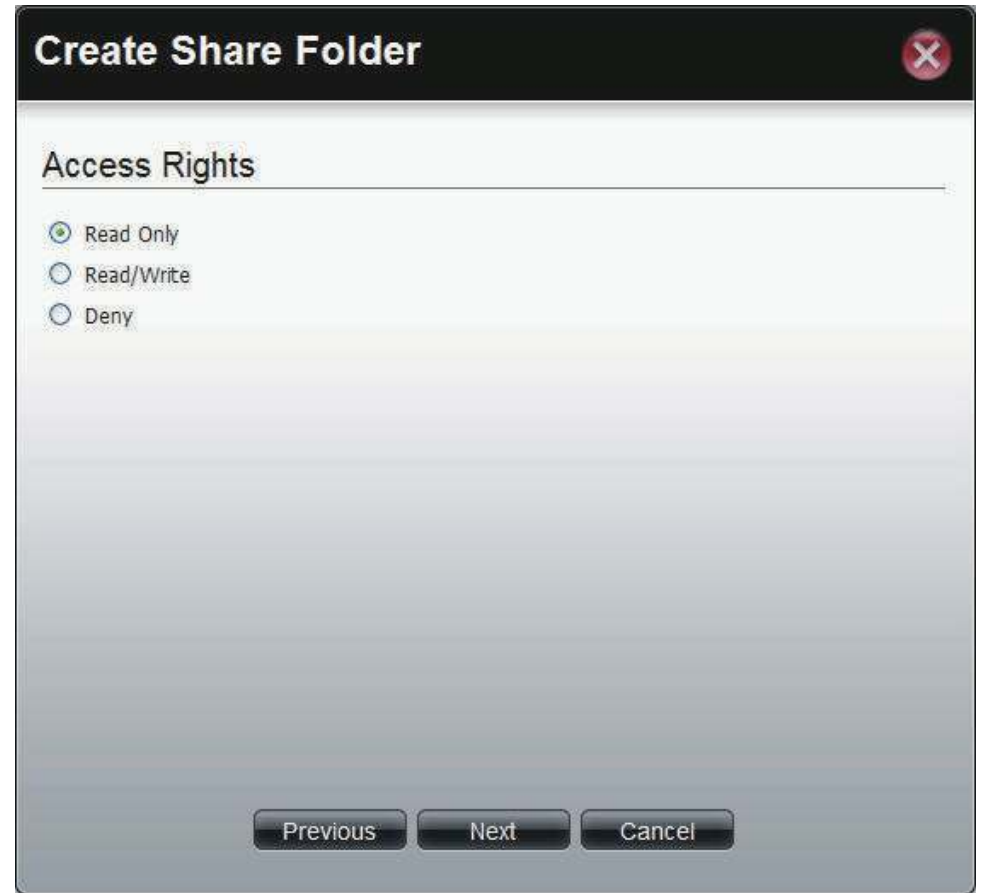 Create Share Folder
Access Rights
Read Only
Read/Write
Deny
Previous Next Cancel